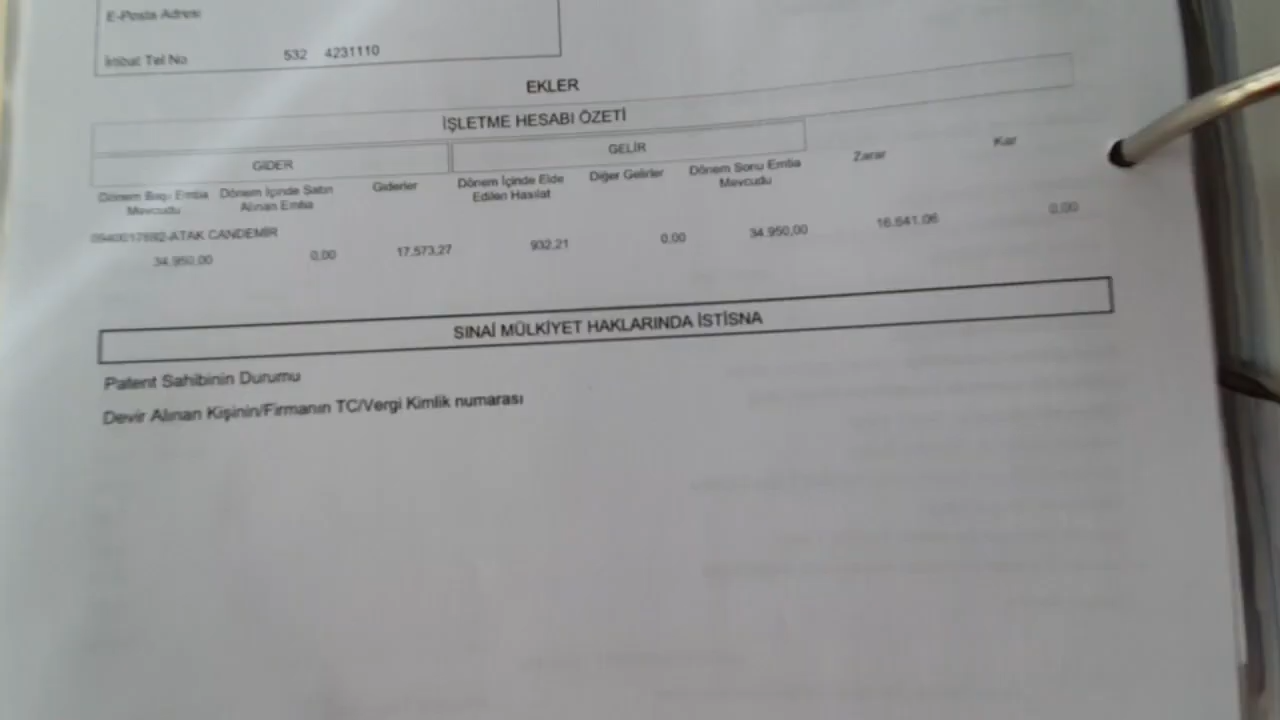 E-Posta Adresi
İrtibat Tel No 532 4231110
EKLER
İŞLETME HESABI ÖZETİ
GİDER GELİR
Dönem Başı Emtia Mevcudu Dönem İçinde Satın Alınan Emtia Giderler Dönem İçinde Elde Edilen Hasılat Diğer Gelirler Dönem Sonu Emtia Mevcudu Zarar Kar
ATAK CANDEMİR
34.950,00 0,00 17.573,27 932,21 0,00 34.950,00 16.641,06 0,00
SINAİ MÜLKİYET HAKLARINDA İSTİSNA
Patent Sahibinin Durumu
Devir Alınan Kişinin/Firmanın TC/Vergi Kimlik numarası